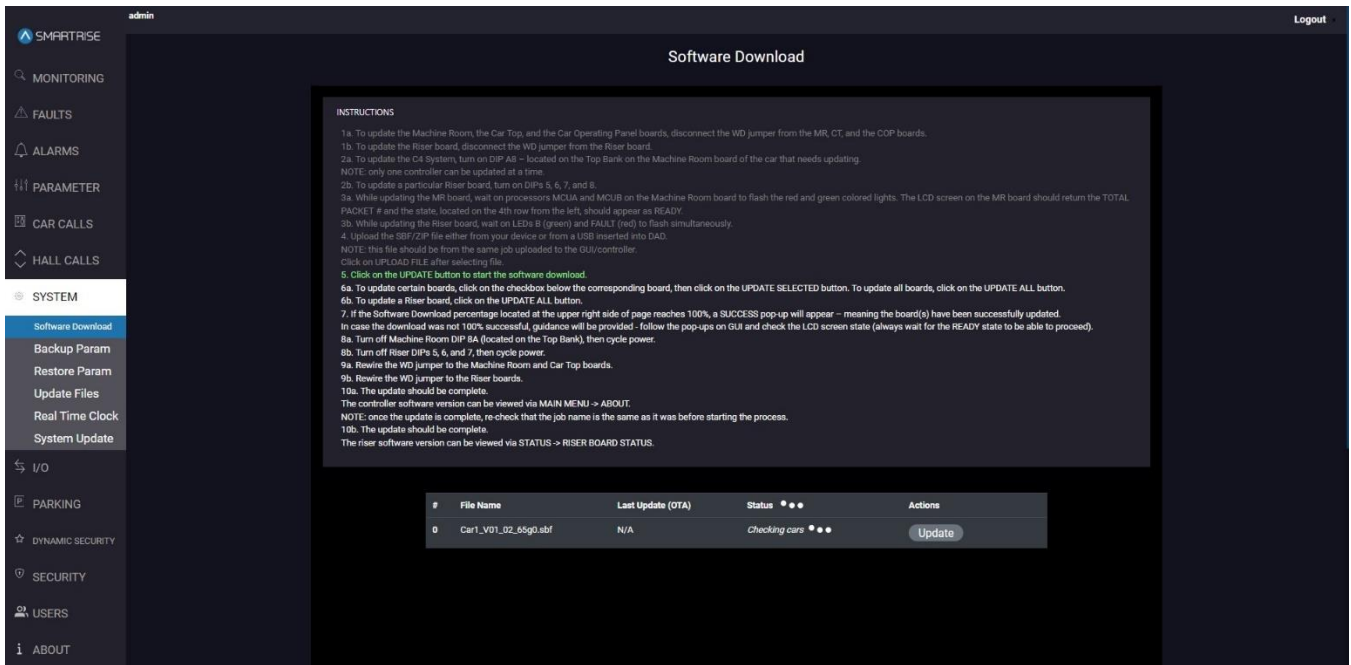 admin
Logout
SMARTRISE
MONITORING
FAULTS
ALARMS
PARAMETER
CAR CALLS
HALL CALLS
SYSTEM
Software Download
Backup Param
Restore Param
Update Files
Real Time Clock
System Update
I/O
PARKING
DYNAMIC SECURITY
SECURITY
USERS
ABOUT
Software Download
INSTRUCTIONS
1a. To update the Machine Room, the Car Top, and the Car Operating Panel boards, disconnect the WD jumper from the MR, CT, and the COP boards.
1b. To update the Riser board, disconnect the WD jumper from the Riser board.
2a. To update the C4 System, turn on DIP A8 – located on the Top Bank on the Machine Room board of the car that needs updating.
NOTE: only one controller can be updated at a time.
2b. To update a particular Riser board, turn on DIPs 5, 6, 7, and 8.
3a. While updating the MR board, wait on processors MCUA and MCUB on the Machine Room board to flash the red and green colored lights. The LCD screen on the MR board should return the TOTAL
PACKET # and the state, located on the 4th row from the left, should appear as READY.
3b. While updating the Riser board, wait on LEDs B (green) and FAULT (red) to flash simultaneously.
4. Upload the SBF/ZIP file either from your device or from a USB inserted into DAD.
NOTE: this file should be from the same job uploaded to the GUI/controller.
Click on UPLOAD FILE after selecting file.
5. Click on the UPDATE button to start the software download.
6a. To update certain boards, click on the checkbox below the corresponding board, then click on the UPDATE SELECTED button. To update all boards, click on the UPDATE ALL button.
6b. To update a Riser board, click on the UPDATE ALL button.
7. If the Software Download percentage located at the upper right side of page reaches 100%, a SUCCESS pop-up will appear – meaning the board(s) have been successfully updated.
In case the download was not 100% successful, guidance will be provided - follow the pop-ups on GUI and check the LCD screen state (always wait for the READY state to be able to proceed).
8a. Turn off Machine Room DIP 8A (located on the Top Bank), then cycle power.
8b. Turn off Riser DIPs 5, 6, and 7, then cycle power.
9a. Rewire the WD jumper to the Machine Room and Car Top boards.
9b. Rewire the WD jumper to the Riser boards.
10a. The update should be complete.
The controller software version can be viewed via MAIN MENU -> ABOUT.
NOTE: once the update is complete, re-check that the job name is the same as it was before starting the process.
10b. The update should be complete.
The riser software version can be viewed via STATUS -> RISER BOARD STATUS.
# File Name Last Update (OTA) Status Actions
0 Car1_V01_02_65g0.sbf N/A Checking cars Update